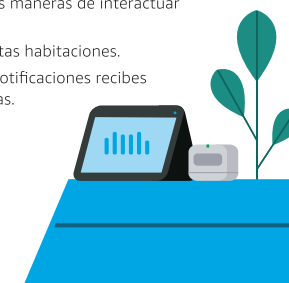 s maneras de interactuar
tas habitaciones.
otificaciones recibes
as.